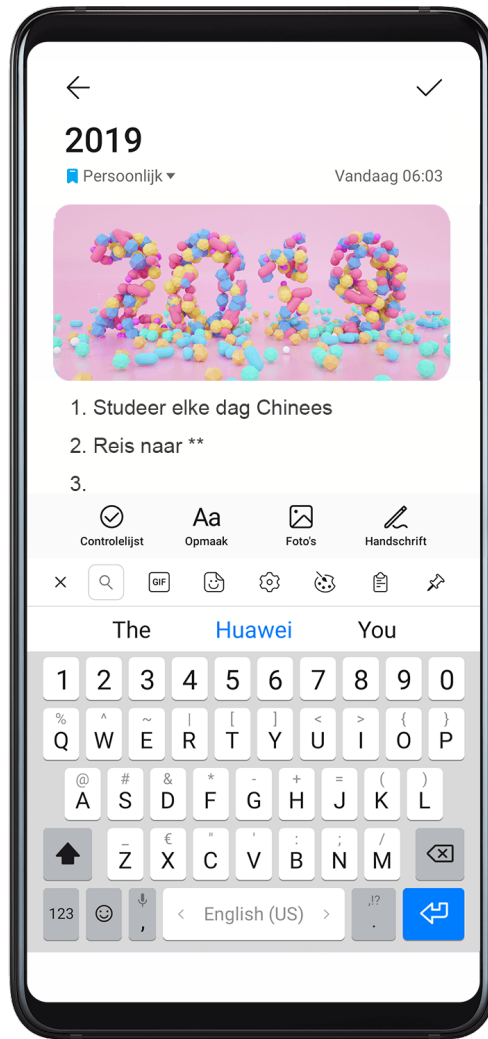 2019
Persoonlijk Vandaag 06:03
2019
1. Studeer elke dag Chinees
2. Reis naar **
3.
Controlelijst Aa Opmaak Foto's Handschrift
GIF
The Huawei You
1 2 3 4 5 6 7 8 9 0
% ^ ~ | [ ] < > { }
Q W E R T Y U I O P
@ # & * - + = ( )
A S D F G H J K L
_ € " ' : ; /
Z X C V B N M
,!?
123 , < English (US) > .